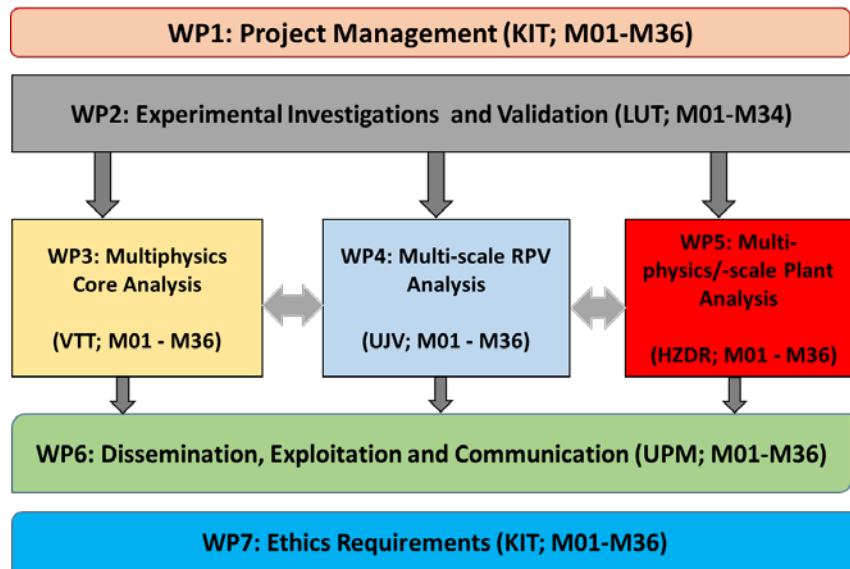 WP1: Project Management (KIT; M01-M36)
WP2: Experimental Investigations and Validation (LUT; M01-M34)
WP3: Multiphysics
Core Analysis
(VTT; M01 - M36)
WP4: Multi-scale RPV
Analysis
(UJV; M01 - M36)
WP5: Multi-
physics/-scale Plant
Analysis
(HZDR; M01 - M36)
WP6: Dissemination, Exploitation and Communication (UPM; M01-M36)
WP7: Ethics Requirements (KIT; M01-M36)